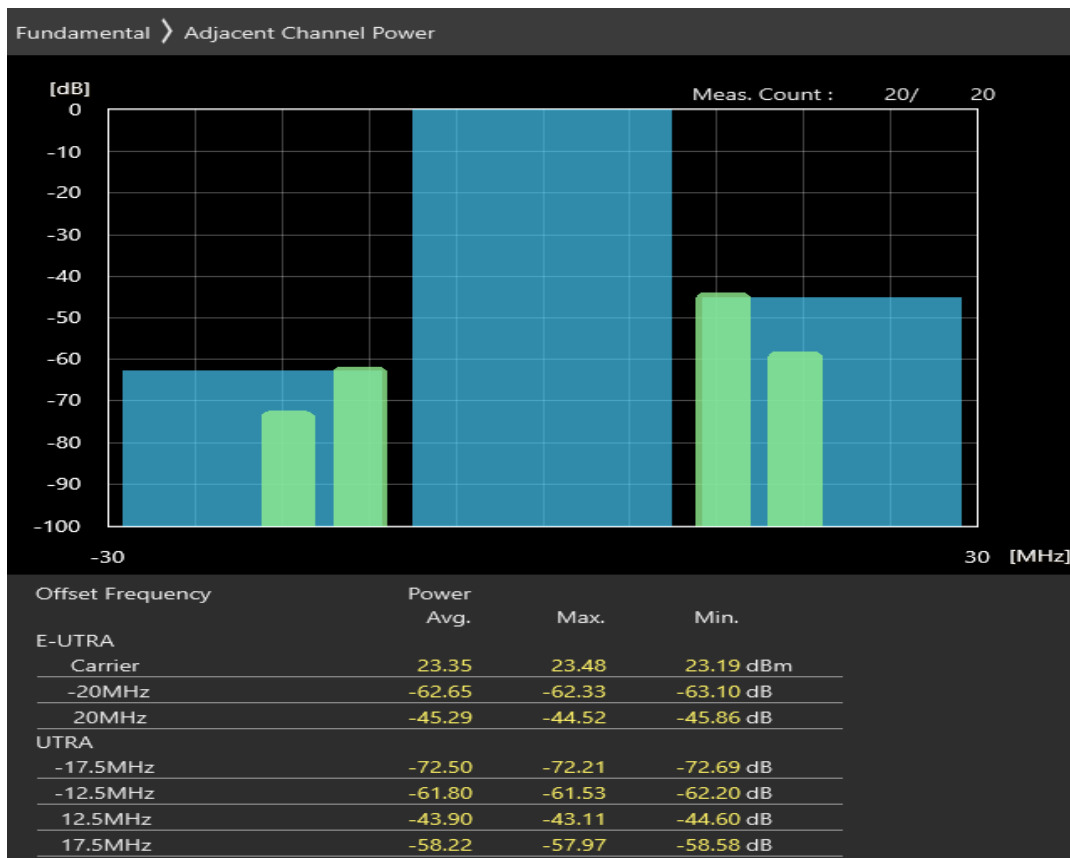 Fundamental 〉 Adjacent Channel Power
[dB]
Meas. Count : 20/ 20
0
-10
-20
-30
-40
-50
-60
-70
-80
-90
-100
-30 30 [MHz]
Offset Frequency Power
Avg. Max. Min.
E-UTRA
Carrier 23.35 23.48 23.19 dBm
-20MHz -62.65 -62.33 -63.10 dB
20MHz -45.29 -44.52 -45.86 dB
UTRA
-17.5MHz -72.50 -72.21 -72.69 dB
-12.5MHz -61.80 -61.53 -62.20 dB
12.5MHz -43.90 -43.11 -44.60 dB
17.5MHz -58.22 -57.97 -58.58 dB